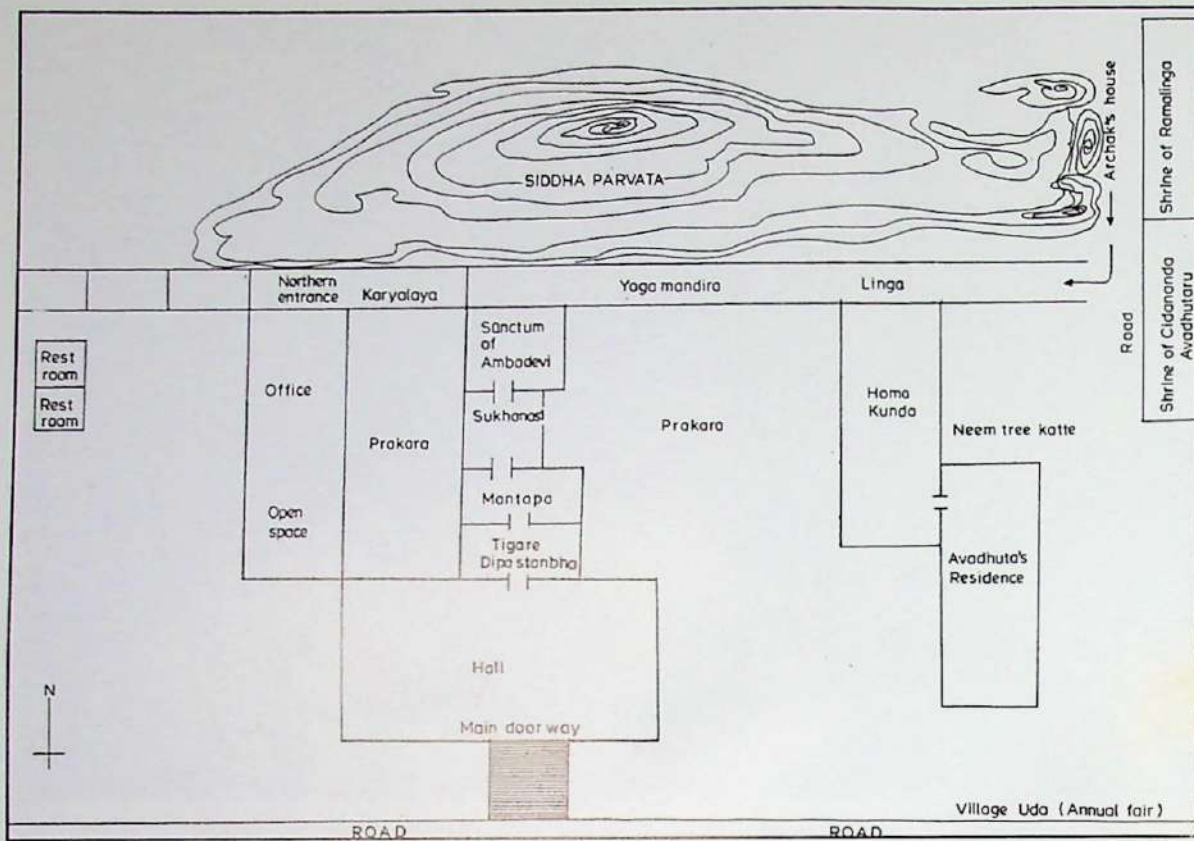 SIDDHA PARVATA
Archak's house
Shrine of Ramalinga
Shrine of Cidananda
Avadhutaru
Road
Northern
entrance
Karyalaya
Yoga mandira
Linga
Rest
room
Rest
room
Office
Open
space
Prakara
Sanctum
of
Ambadevi
Sukhanasi
Mantapa
Tigare
Dipastanbha
Prakara
Homa
Kunda
Neem tree katte
Avadhuta's
Residence
Hall
Main door way
N
Village Uda (Annual fair)
ROAD
ROAD